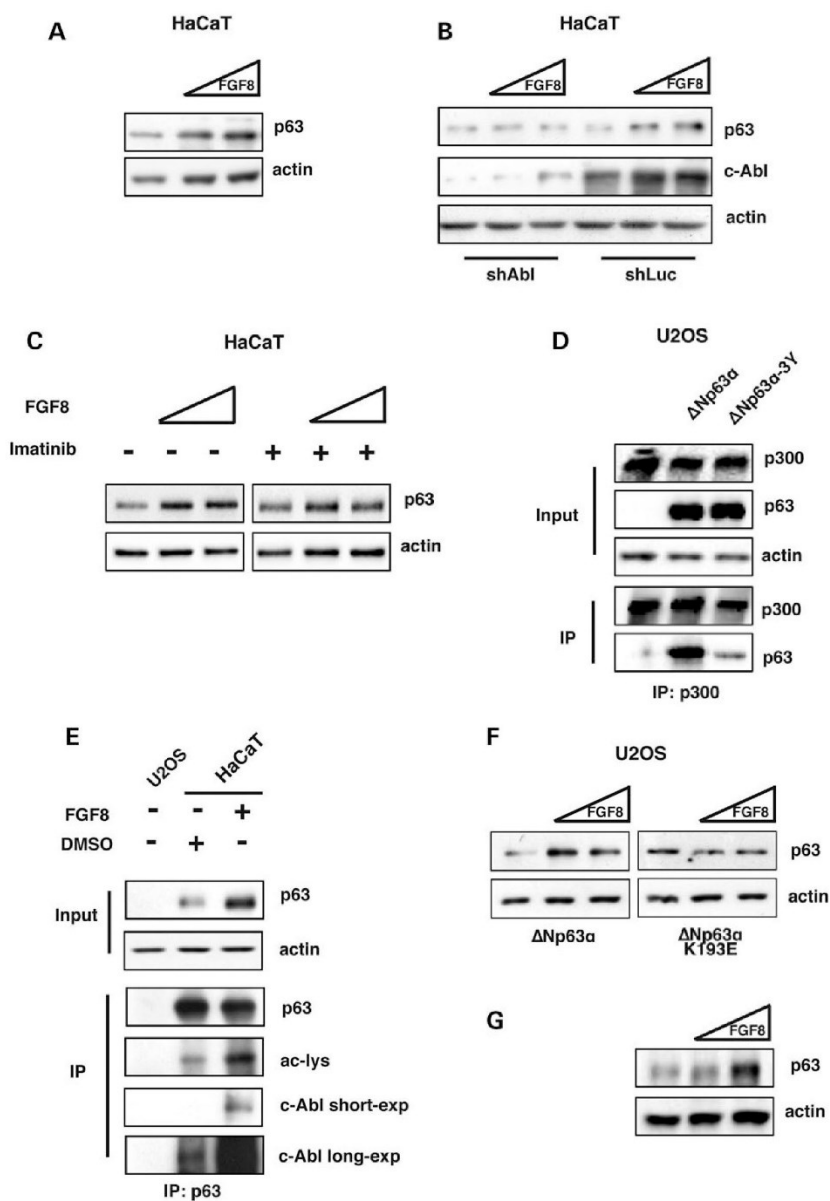 A
HaCaT
FGF8
p63
actin
B
HaCaT
FGF8
p63
c-Abl
actin
shAbl shLuc
C
HaCaT
FGF8
Imatinib - - - + + +
p63
actin
D
U2OS
ΔNp63α ΔNp63α-3Y
Input
p300
p63
actin
IP
p300
p63
IP: p300
E
U2OS HaCaT
FGF8 - - +
DMSO - + -
Input
p63
actin
IP
p63
ac-lys
c-Abl short-exp
c-Abl long-exp
IP: p63
F
U2OS
FGF8 FGF8
p63
actin
ΔNp63α ΔNp63α
K193E
G
FGF8
p63
actin